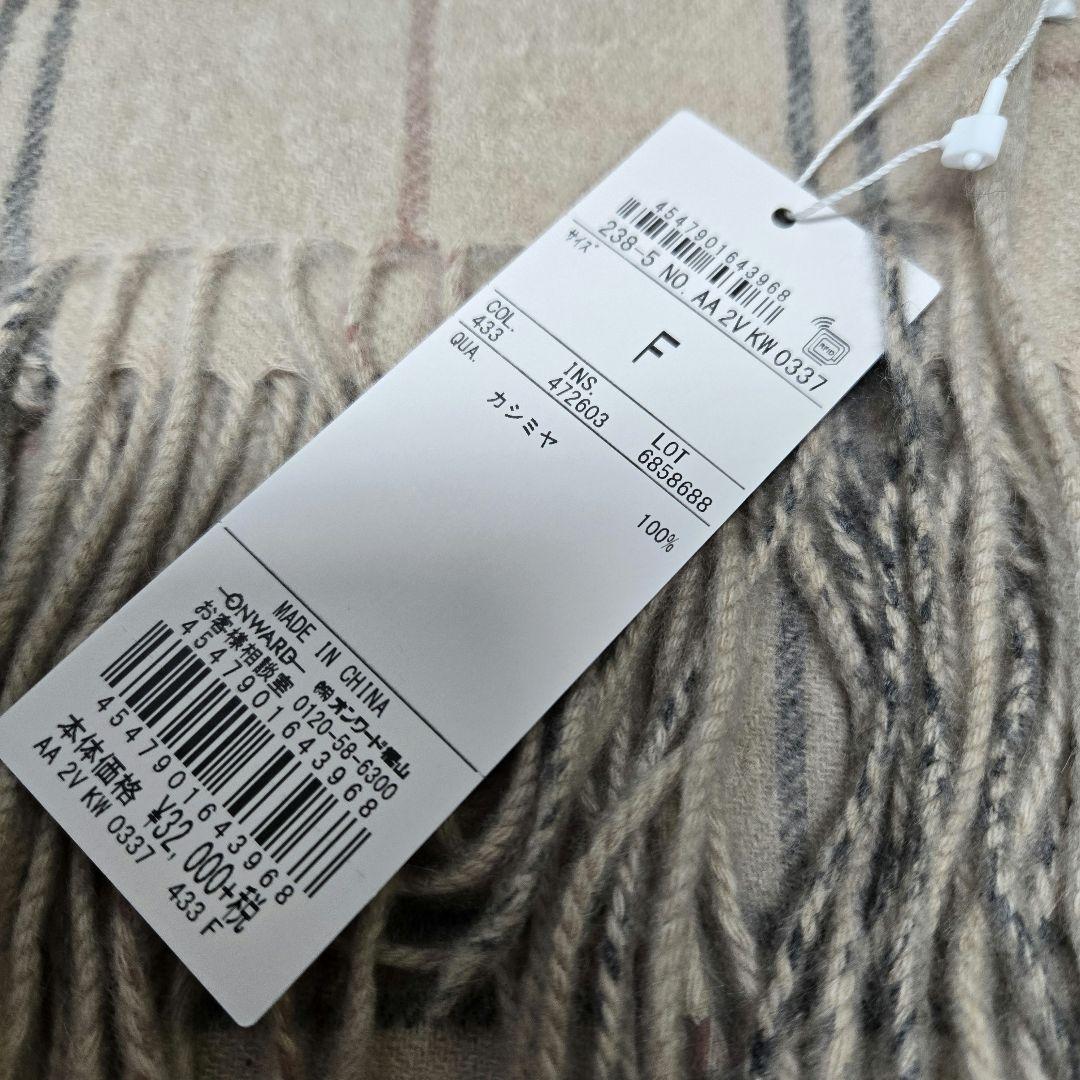 4547901643968
238-5 NO. AA 2V KW 0337
サイズ
F
RFID
COL. INS. LOT
433 472603 6858688
QUA.
カシミヤ 100%
MADE IN CHINA
ONWARD ㈱オンワード樫山
お客様相談室 0120-58-6300
4547901643968
4547901643968
本体価格 ¥32,000+税
AA 2V KW 0337 433 F